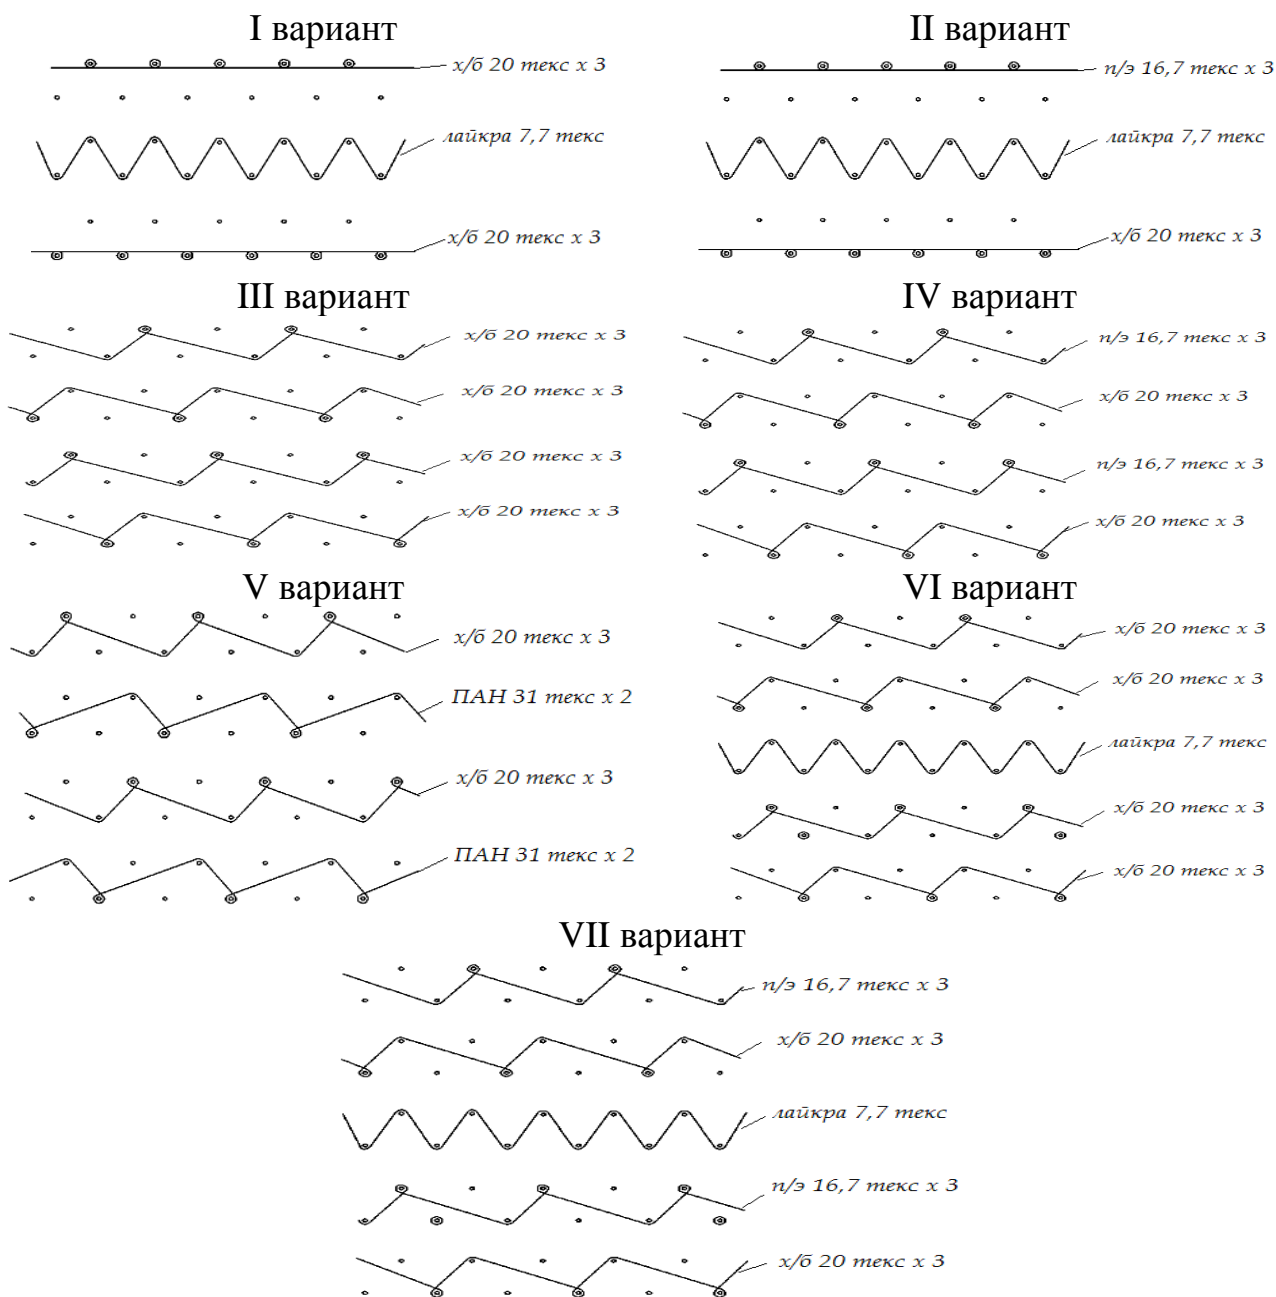 I вариант
х/б 20 текс х 3
лайкра 7,7 текс
х/б 20 текс х 3
II вариант
п/э 16,7 текс х 3
лайкра 7,7 текс
х/б 20 текс х 3
III вариант
х/б 20 текс х 3
х/б 20 текс х 3
х/б 20 текс х 3
х/б 20 текс х 3
IV вариант
п/э 16,7 текс х 3
х/б 20 текс х 3
п/э 16,7 текс х 3
х/б 20 текс х 3
V вариант
х/б 20 текс х 3
ПАН 31 текс х 2
х/б 20 текс х 3
ПАН 31 текс х 2
VI вариант
х/б 20 текс х 3
х/б 20 текс х 3
лайкра 7,7 текс
х/б 20 текс х 3
х/б 20 текс х 3
VII вариант
п/э 16,7 текс х 3
х/б 20 текс х 3
лайкра 7,7 текс
п/э 16,7 текс х 3
х/б 20 текс х 3